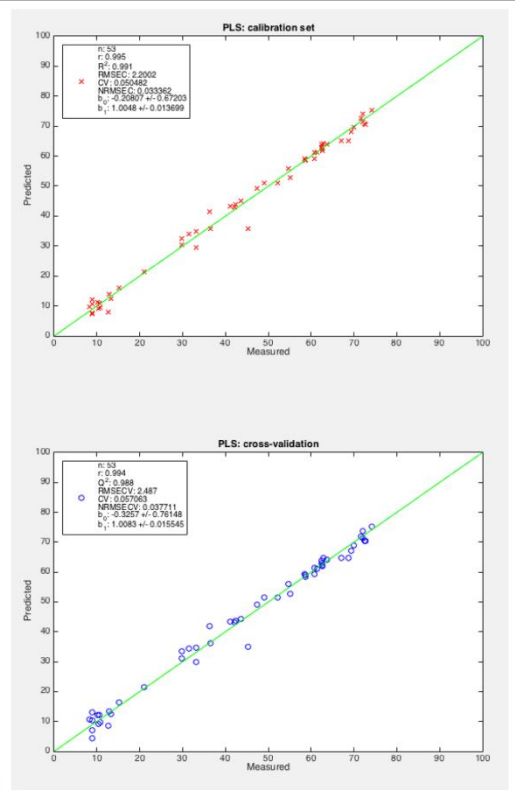 PLS: calibration set
100
90
80
70
60
50
40
30
20
10
0
Predicted
n: 53
r: 0.995
R²: 0.991
RMSEC: 2.2002
CV: 0.050482
NRMSEC: 0.033362
b₀: -0.20807 +/- 0.67203
b₁: 1.0048 +/- 0.013699
0 10 20 30 40 50 60 70 80 90 100
Measured
PLS: cross-validation
100
90
80
70
60
50
40
30
20
10
0
Predicted
n: 53
r: 0.994
Q²: 0.988
RMSECV: 2.487
CV: 0.057063
NRMSECV: 0.037711
b₀: -0.3257 +/- 0.76148
b₁: 1.0083 +/- 0.015545
0 10 20 30 40 50 60 70 80 90 100
Measured